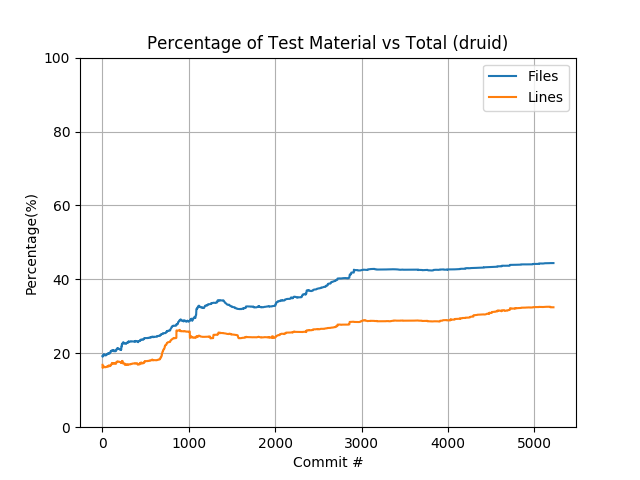 Percentage of Test Material vs Total (druid)
Files
Lines
Percentage(%)
100
80
60
40
20
0
0 1000 2000 3000 4000 5000
Commit #